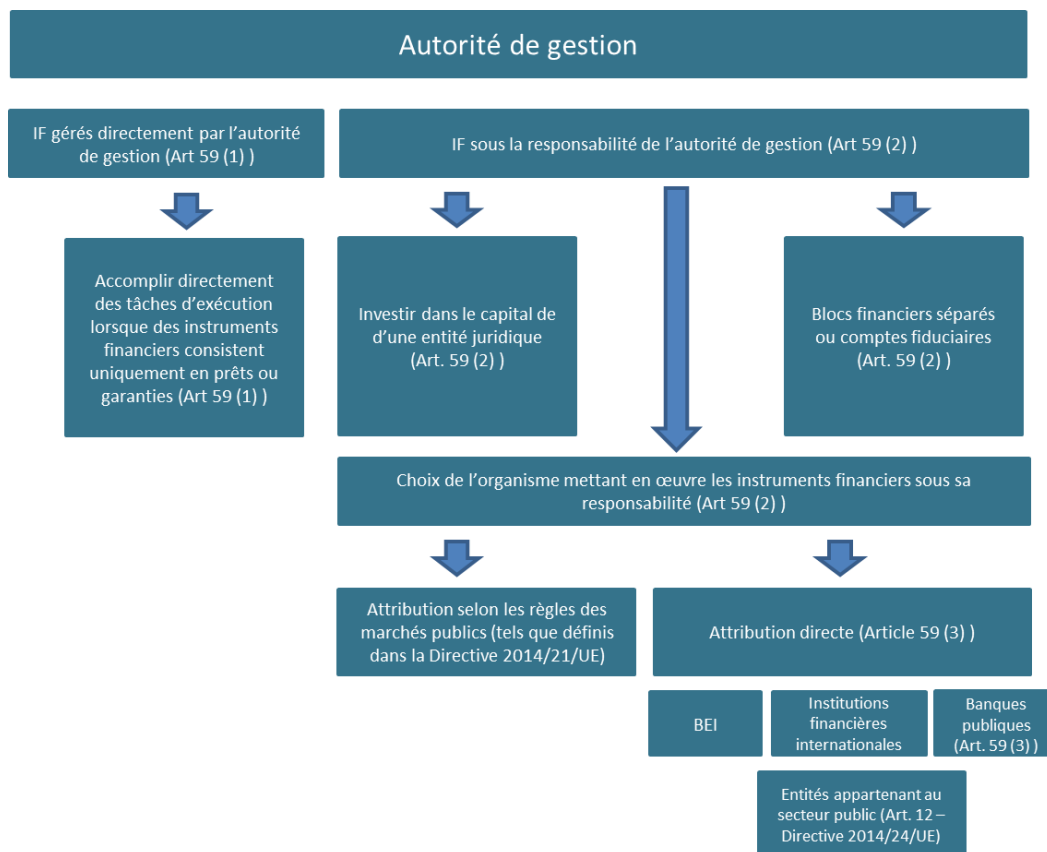 Autorité de gestion
IF gérés directement par l’autorité
de gestion (Art 59 (1) )
IF sous la responsabilité de l’autorité de gestion (Art 59 (2) )
Accomplir directement
des tâches d’exécution
lorsque des instruments
financiers consistent
uniquement en prêts ou
garanties (Art 59 (1) )
Investir dans le capital de
d’une entité juridique
(Art. 59 (2) )
Blocs financiers séparés
ou comptes fiduciaires
(Art. 59 (2) )
Choix de l’organisme mettant en œuvre les instruments financiers sous sa
responsabilité (Art 59 (2) )
Attribution selon les règles des
marchés publics (tels que définis
dans la Directive 2014/21/UE)
Attribution directe (Article 59 (3) )
BEI
Institutions
financières
internationales
Banques
publiques
(Art. 59 (3) )
Entités appartenant au
secteur public (Art. 12 –
Directive 2014/24/UE)